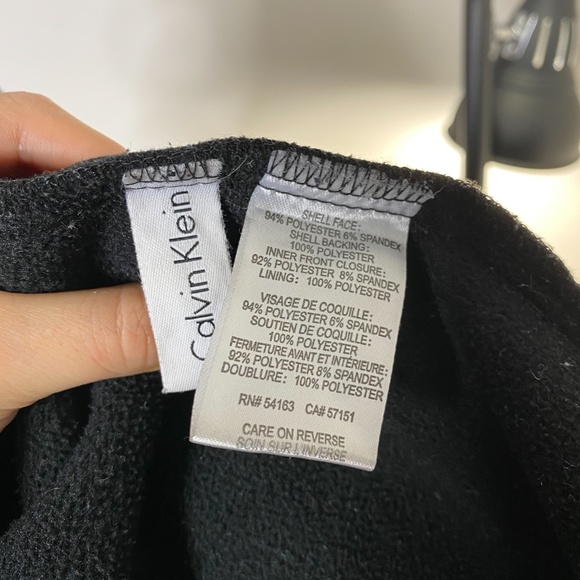 Calvin Klein
SHELL FACE:
94% POLYESTER 6% SPANDEX
SHELL BACKING:
100% POLYESTER
INNER FRONT CLOSURE:
92% POLYESTER 8% SPANDEX
LINING: 100% POLYESTER
VISAGE DE COQUILLE:
94% POLYESTER 6% SPANDEX
SOUTIEN DE COQUILLE:
100% POLYESTER
FERMETURE AVANT ET INTÉRIEURE:
92% POLYESTER 8% SPANDEX
DOUBLURE: 100% POLYESTER
RN# 54163 CA# 57151
CARE ON REVERSE
SOIN SUR L'INVERSE